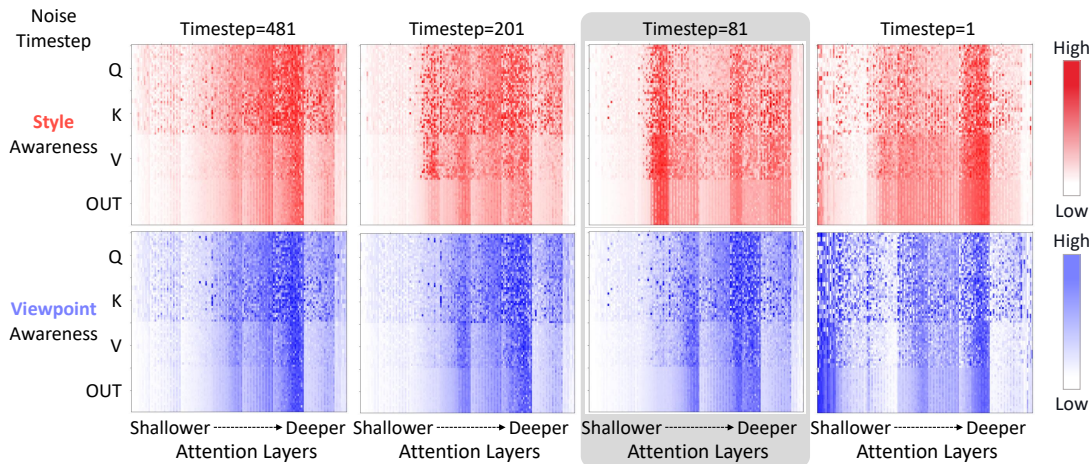 Noise
Timestep
Timestep=481
Timestep=201
Timestep=81
Timestep=1
Style
Awareness
Q
K
V
OUT
High
Low
Viewpoint
Awareness
Q
K
V
OUT
High
Low
Shallower Deeper
Attention Layers
Shallower Deeper
Attention Layers
Shallower Deeper
Attention Layers
Shallower Deeper
Attention Layers